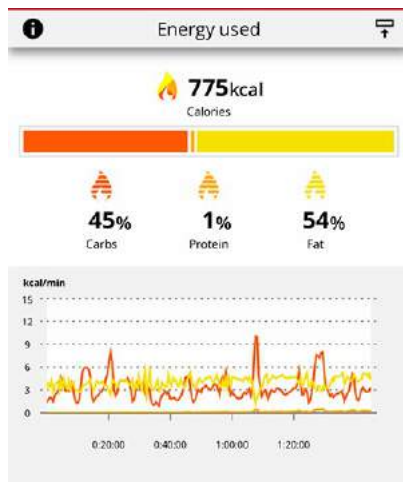 i Energy used
775kcal
Calories
45% 1% 54%
Carbs Protein Fat
kcal/min
15
12
9
6
3
0
0:20:00 0:40:00 1:00:00 1:20:00